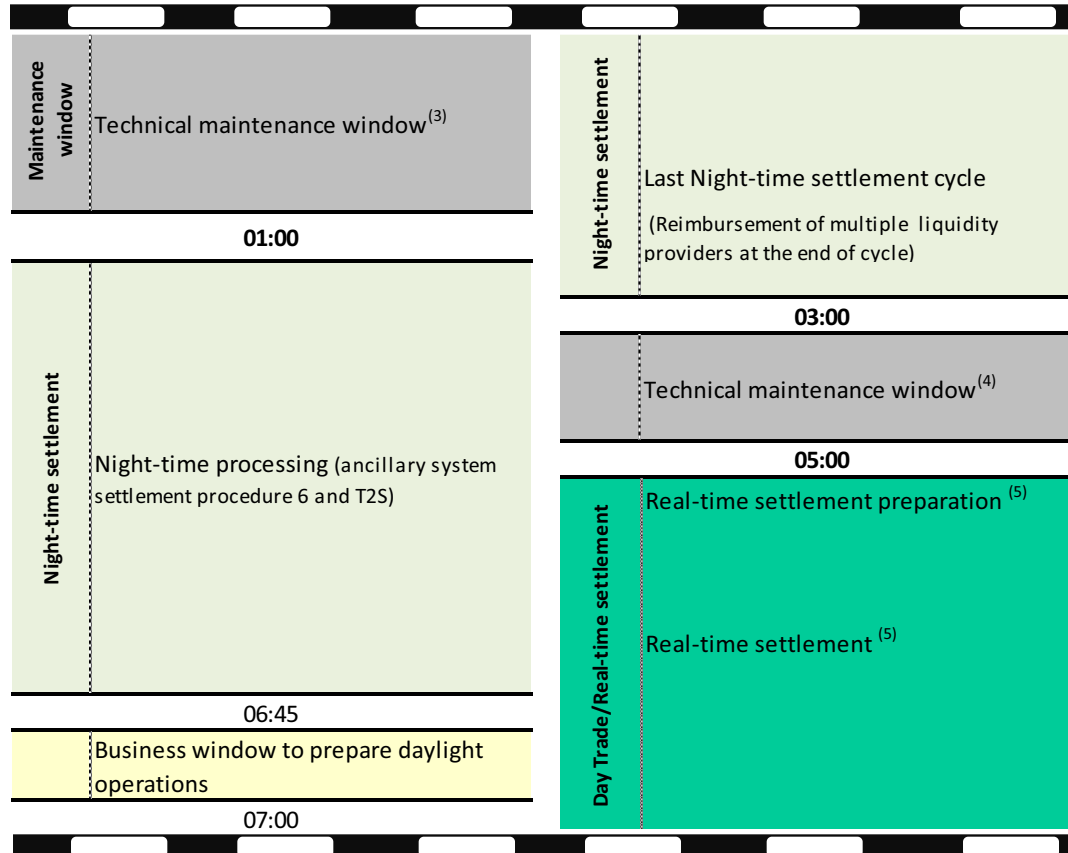 Maintenance
window
Technical maintenance window(3)
01:00
Night-time settlement
Night-time processing (ancillary system
settlement procedure 6 and T2S)
06:45
Business window to prepare daylight
operations
07:00
Night-time settlement
Last Night-time settlement cycle
(Reimbursement of multiple liquidity
providers at the end of cycle)
03:00
Technical maintenance window(4)
05:00
Day Trade/Real-time settlement
Real-time settlement preparation (5)
Real-time settlement (5)